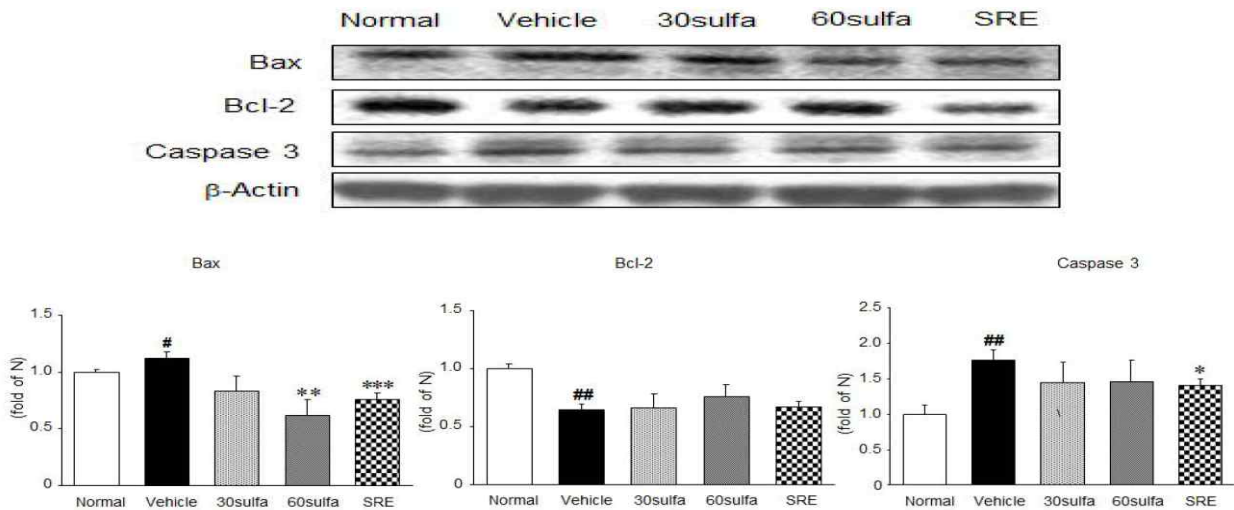 Normal Vehicle 30sulfa 60sulfa SRE
Bax
Bcl-2
Caspase 3
β-Actin
Bax
(fold of N)
1.5
1.0
0.5
0
#
**
***
Normal Vehicle 30sulfa 60sulfa SRE
Bcl-2
(fold of N)
1.5
1.0
0.5
0
##
Normal Vehicle 30sulfa 60sulfa SRE
Caspase 3
(fold of N)
2.5
2.0
1.5
1.0
0.5
0
##
\
*
Normal Vehicle 30sulfa 60sulfa SRE